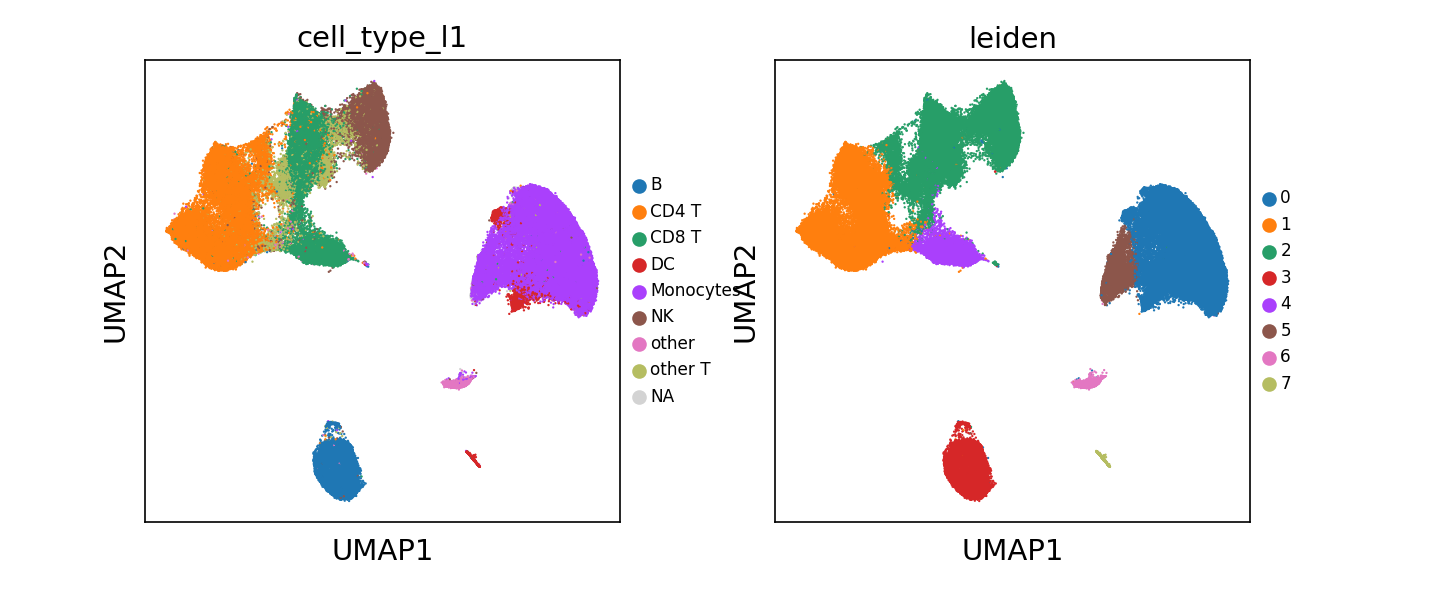 cell_type_l1
UMAP2
UMAP1
B
CD4 T
CD8 T
DC
Monocytes
NK
other
other T
NA
leiden
UMAP2
UMAP1
0
1
2
3
4
5
6
7